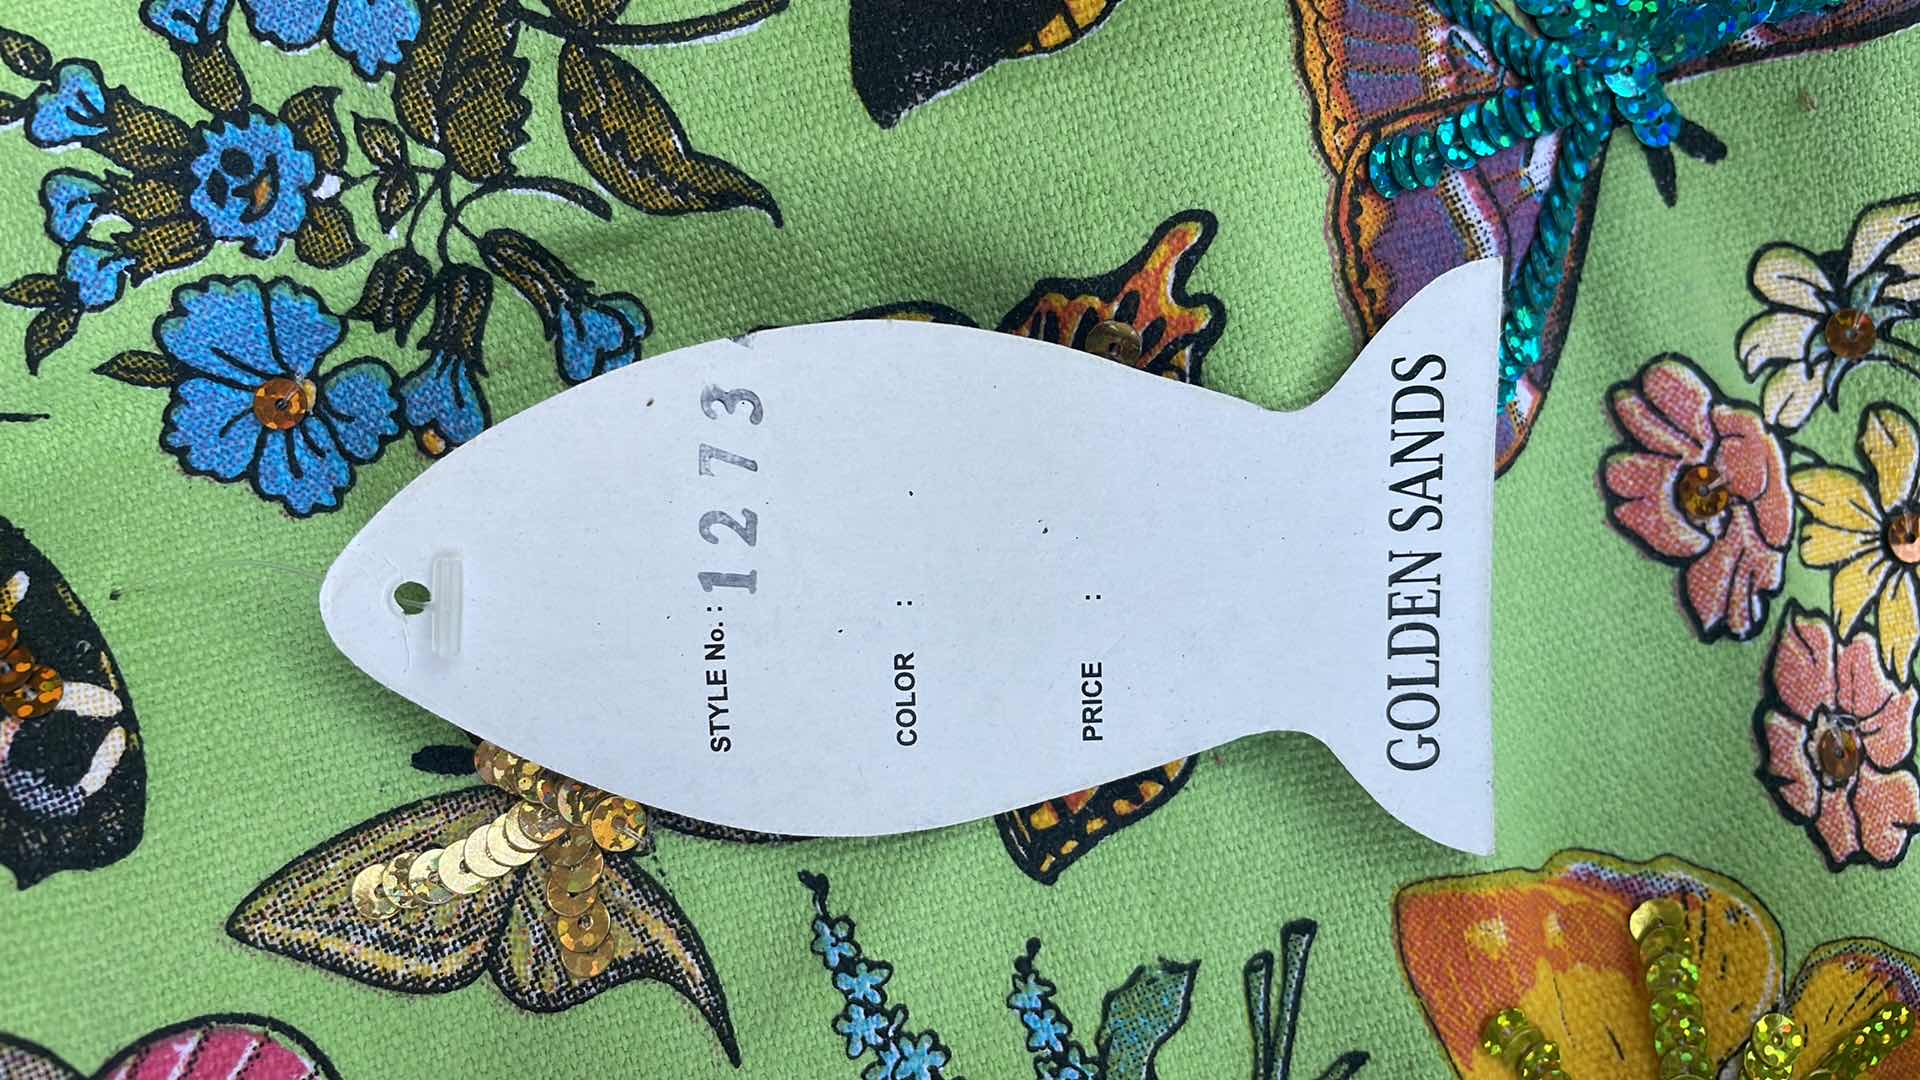 STYLE No. : 1273
COLOR :
PRICE :
GOLDEN SANDS